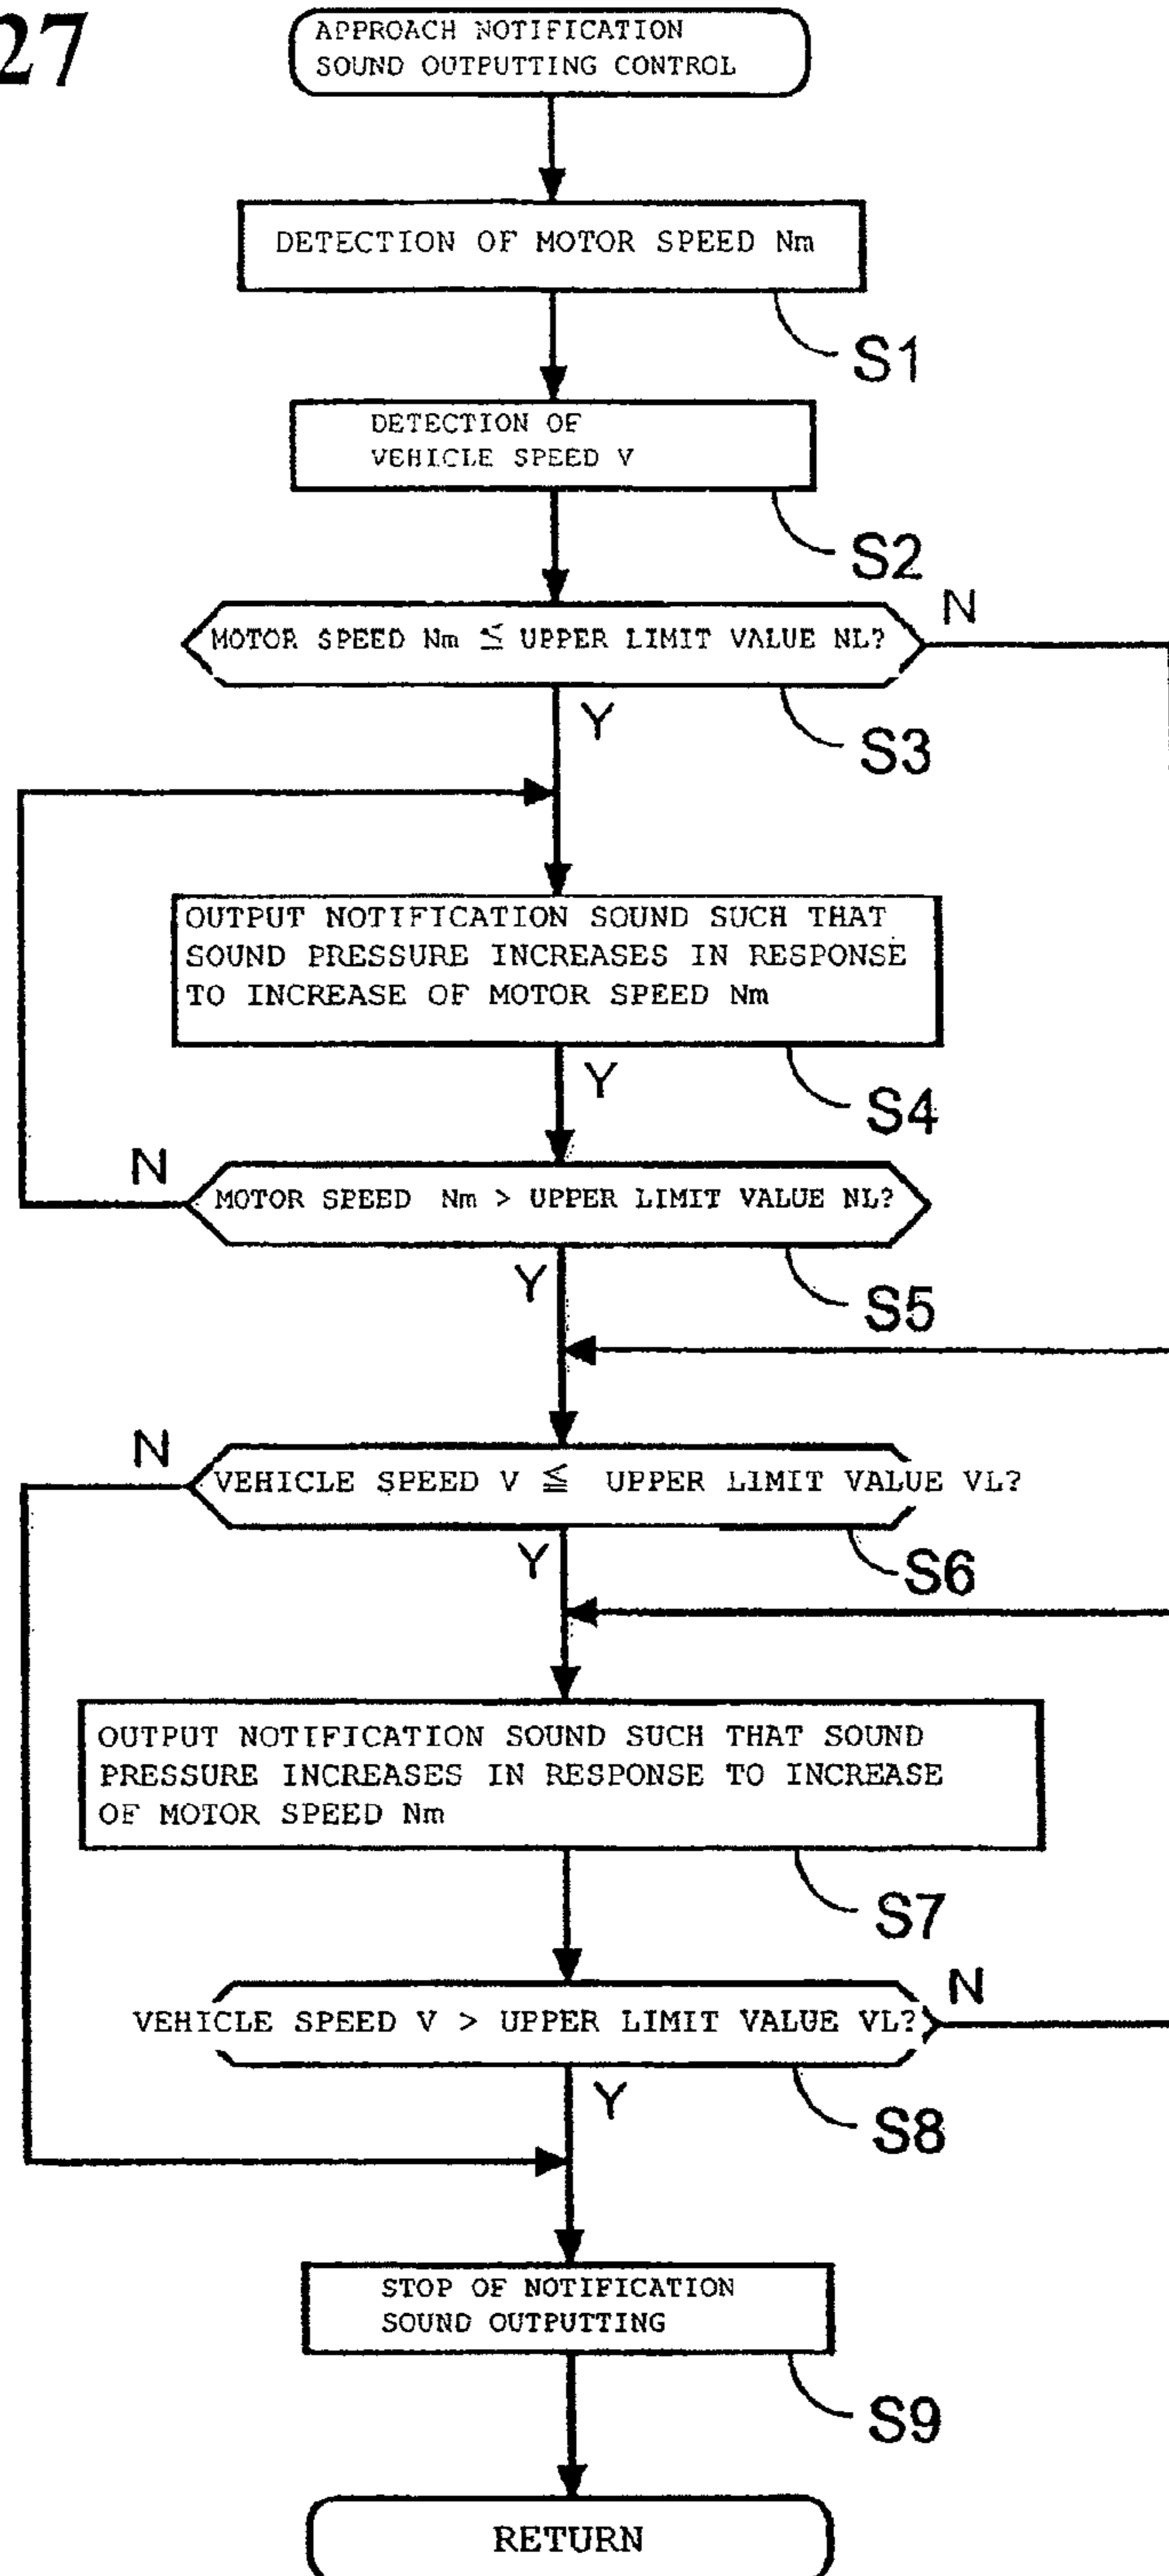 27
APPROACH NOTIFICATION
SOUND OUTPUTTING CONTROL
DETECTION OF MOTOR SPEED Nm
S1
DETECTION OF
VEHICLE SPEED V
S2
MOTOR SPEED Nm ≦ UPPER LIMIT VALUE NL?
N
Y
S3
OUTPUT NOTIFICATION SOUND SUCH THAT
SOUND PRESSURE INCREASES IN RESPONSE
TO INCREASE OF MOTOR SPEED Nm
Y
S4
N
MOTOR SPEED Nm > UPPER LIMIT VALUE NL?
Y
S5
N
VEHICLE SPEED V ≦ UPPER LIMIT VALUE VL?
Y
S6
OUTPUT NOTIFICATION SOUND SUCH THAT SOUND
PRESSURE INCREASES IN RESPONSE TO INCREASE
OF MOTOR SPEED Nm
S7
VEHICLE SPEED V > UPPER LIMIT VALUE VL?
N
Y
S8
STOP OF NOTIFICATION
SOUND OUTPUTTING
S9
RETURN